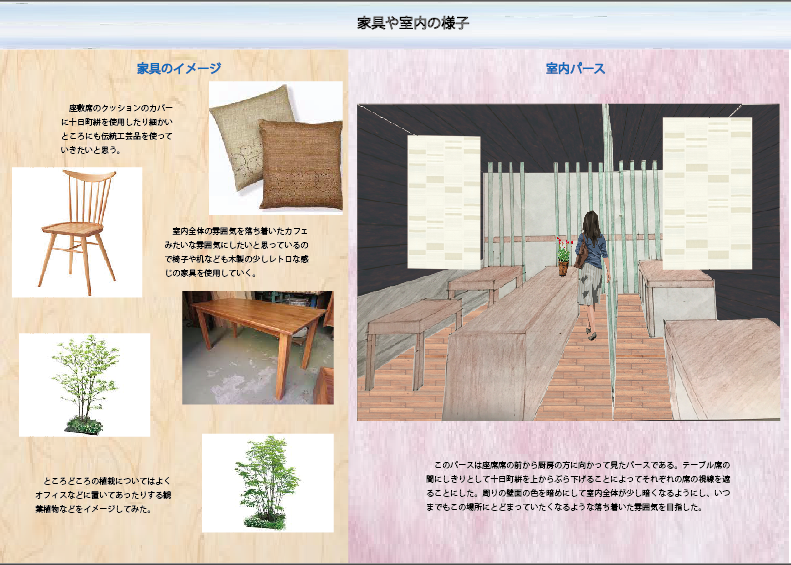 家具や室内の様子
家具のイメージ
座敷席のクッションのカバー
に十日町絣を使用したり細かい
ところにも伝統工芸品を使って
いきたいと思う。
室内全体の雰囲気を落ち着いたカフェ
みたいな雰囲気にしたいと思っているの
で椅子や机なども木製の少しレトロな感
じの家具を使用していく。
ところどころの植栽についてはよく
オフィスなどに置いてあったりする観
葉植物などをイメージしてみた。
室内パース
このパースは座席席の前から厨房の方に向かって見たパースである。テーブル席の
間にしきりとして十日町絣を上からぶら下げることによってそれぞれの席の視線を遮
ることにした。周りの壁面の色を暗めにして室内全体が少し暗くなるようにし、いつ
までもこの場所にとどまっていたくなるような落ち着いた雰囲気を目指した。